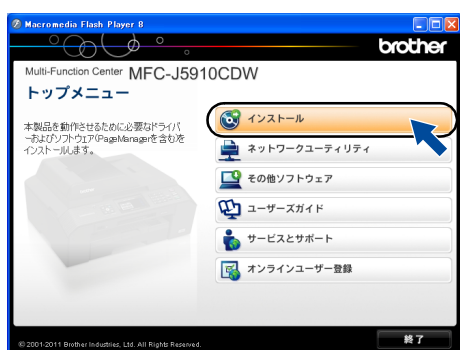 Macromedia Flash Player 8
brother
Multi-Function Center MFC-J5910CDW
トップメニュー
本製品を動作させるために必要なドライバ
ーおよびソフトウェア(PageManagerを含む)を
インストールします。
インストール
ネットワークユーティリティ
その他ソフトウェア
ユーザーズガイド
サービスとサポート
オンラインユーザー登録
© 2001-2011 Brother Industries, Ltd. All Rights Reserved.
終了